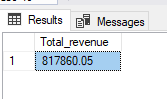 Results Messages
Total_revenue
1 817860.05